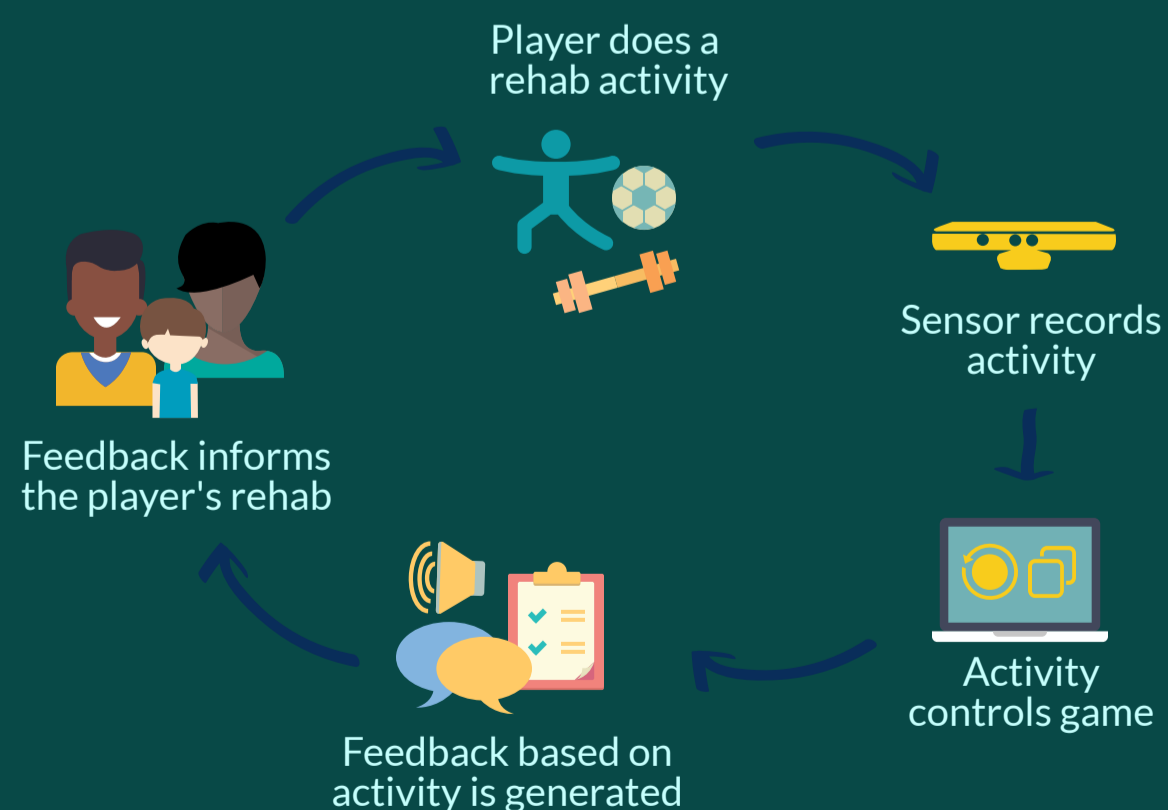 Player does a
rehab activity
Sensor records
activity
Activity
controls game
Feedback based on
activity is generated
Feedback informs
the player's rehab